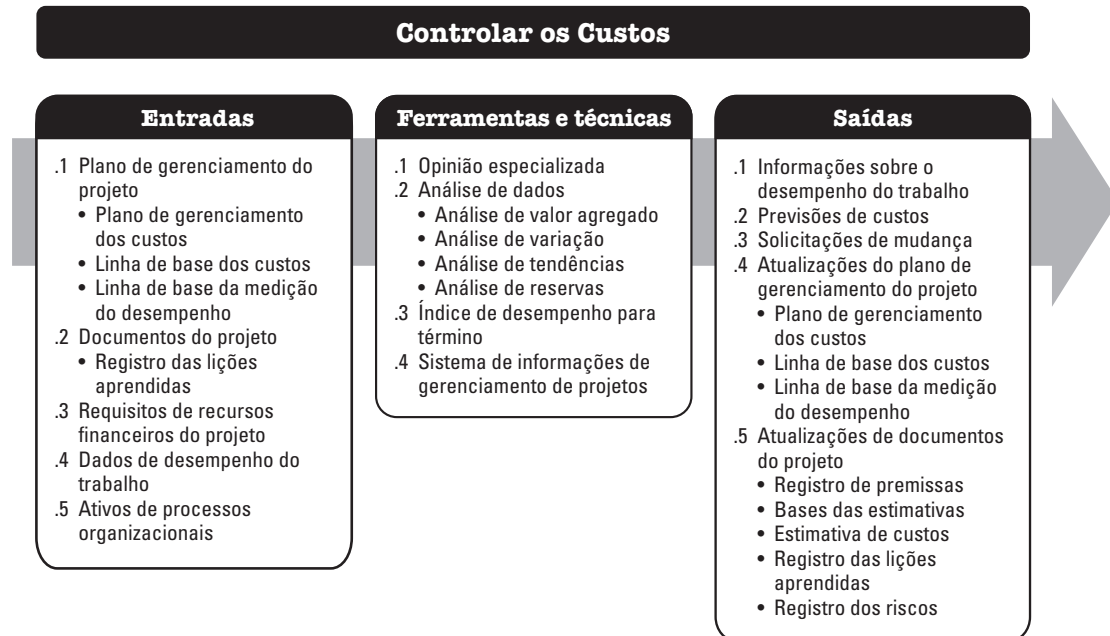 Controlar os Custos
Entradas
.1 Plano de gerenciamento do
projeto
• Plano de gerenciamento
dos custos
• Linha de base dos custos
• Linha de base da medição
do desempenho
.2 Documentos do projeto
• Registro das lições
aprendidas
.3 Requisitos de recursos
financeiros do projeto
.4 Dados de desempenho do
trabalho
.5 Ativos de processos
organizacionais
Ferramentas e técnicas
.1 Opinião especializada
.2 Análise de dados
• Análise de valor agregado
• Análise de variação
• Análise de tendências
• Análise de reservas
.3 Índice de desempenho para
término
.4 Sistema de informações de
gerenciamento de projetos
Saídas
.1 Informações sobre o
desempenho do trabalho
.2 Previsões de custos
.3 Solicitações de mudança
.4 Atualizações do plano de
gerenciamento do projeto
• Plano de gerenciamento
dos custos
• Linha de base dos custos
• Linha de base da medição
do desempenho
.5 Atualizações de documentos
do projeto
• Registro de premissas
• Bases das estimativas
• Estimativa de custos
• Registro das lições
aprendidas
• Registro dos riscos